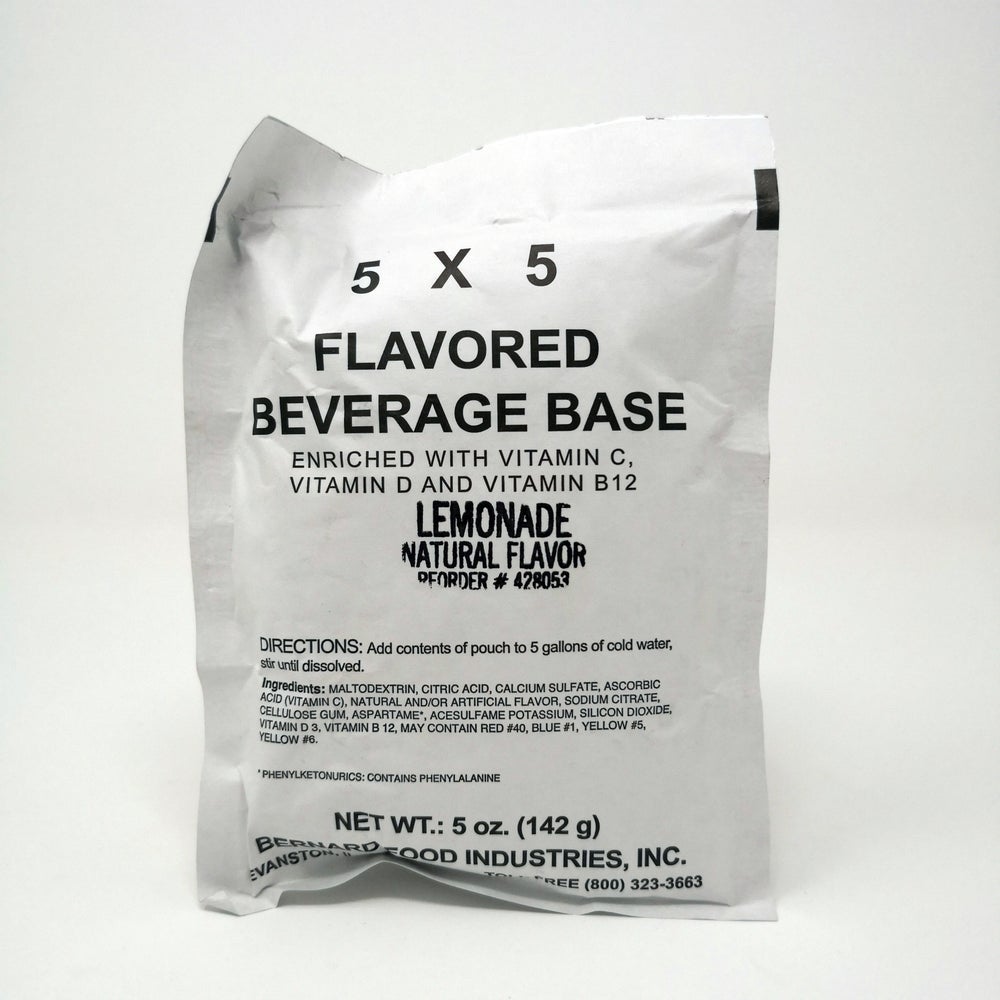 5 X 5
FLAVORED
BEVERAGE BASE
ENRICHED WITH VITAMIN C,
VITAMIN D AND VITAMIN B12
LEMONADE
NATURAL FLAVOR
REORDER # 428053
DIRECTIONS: Add contents of pouch to 5 gallons of cold water,
stir until dissolved.
Ingredients: MALTODEXTRIN, CITRIC ACID, CALCIUM SULFATE, ASCORBIC
ACID (VITAMIN C), NATURAL AND/OR ARTIFICIAL FLAVOR, SODIUM CITRATE,
CELLULOSE GUM, ASPARTAME*, ACESULFAME POTASSIUM, SILICON DIOXIDE,
VITAMIN D 3, VITAMIN B 12, MAY CONTAIN RED #40, BLUE #1, YELLOW #5,
YELLOW #6.
* PHENYLKETONURICS: CONTAINS PHENYLALANINE
NET WT.: 5 oz. (142 g)
BERNARD FOOD INDUSTRIES, INC.
EVANSTON, FREE (800) 323-3663